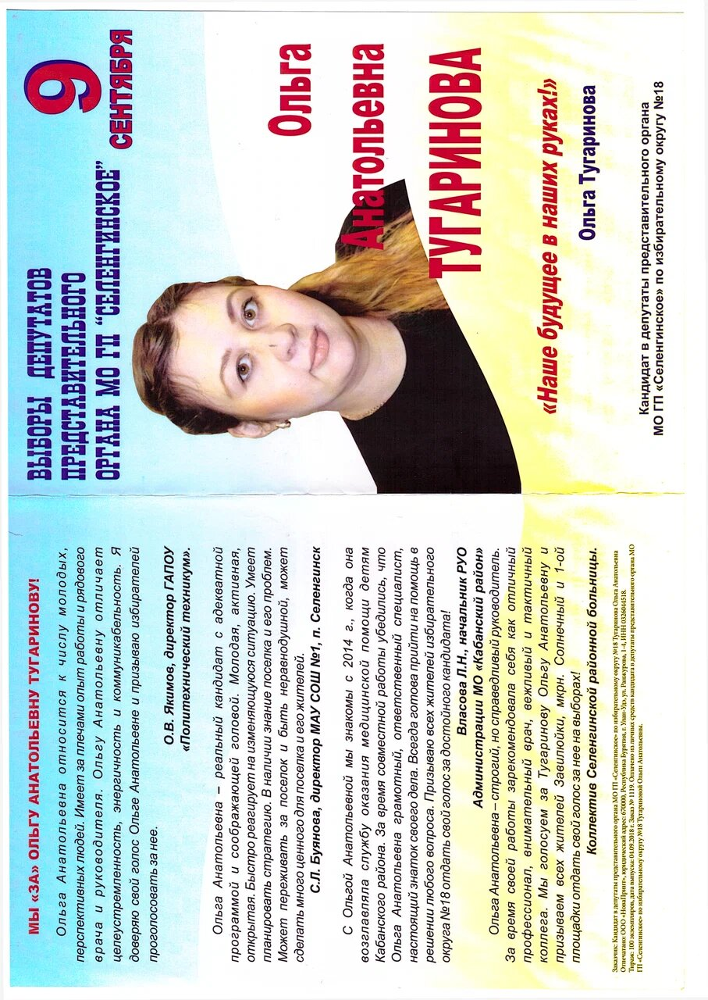 ВЫБОРЫ ДЕПУТАТОВ
ПРЕДСТАВИТЕЛЬНОГО
ОРГАНА МО ГП "СЕЛЕНГИНСКОЕ"
9
СЕНТЯБРЯ
Ольга
Анатольевна
ТУГАРИНОВА
«Наше будущее в наших руках!»
Ольга Тугаринова
Кандидат в депутаты представительного органа
МО ГП «Селенгинское» по избирательному округу №18
МЫ «ЗА» ОЛЬГУ АНАТОЛЬЕВНУ ТУГАРИНОВУ!
Ольга Анатольевна относится к числу молодых,
перспективных людей. Имеет за плечами опыт работы и рядового
врача и руководителя. Ольгу Анатольевну отличает
целеустремленность, энергичность и коммуникабельность. Я
доверяю свой голос Ольге Анатольевне и призываю избирателей
проголосовать за нее.
О.В. Якимов, директор ГАПОУ
«Политехнический техникум».
Ольга Анатольевна – реальный кандидат с адекватной
программой и соображающей головой. Молодая, активная,
открытая. Быстро реагирует на изменяющуюся ситуацию. Умеет
планировать стратегию. В наличии знание поселка и его проблем.
Может переживать за поселок и быть неравнодушной, может
сделать много ценного для поселка и его жителей.
С.Л. Буянова, директор МАУ СОШ №1, п. Селенгинск
С Ольгой Анатольевной мы знакомы с 2014 г., когда она
возглавляла службу оказания медицинской помощи детям
Кабанского района. За время совместной работы убедились, что
Ольга Анатольевна грамотный, ответственный специалист,
настоящий знаток своего дела. Всегда готова прийти на помощь в
решении любого вопроса. Призываю всех жителей избирательного
округа №18 отдать свой голос за достойного кандидата!
Власова Л.Н., начальник РУО
Администрации МО «Кабанский район»
Ольга Анатольевна – строгий, но справедливый руководитель.
За время своей работы зарекомендовала себя как отличный
профессионал, внимательный врач, вежливый и тактичный
коллега. Мы голосуем за Тугаринову Ольгу Анатольевну и
призываем всех жителей Завилюйки, мкрн. Солнечный и 1-ой
площадки отдать свой голос за нее на выборах!
Коллектив Селенгинской районной больницы.
Заказчик: Кандидат в депутаты представительного органа МО ГП «Селенгинское» по избирательному округу №18 Тугаринова Ольга Анатольевна
Отпечатано: ООО «НоваПринт», юридический адрес: 670000, Республика Бурятия, г. Улан-Удэ, ул. Ранжурова, 1-4, ИНН 0326044518.
Тираж: 100 экземпляров, дата выпуска: 04.09.2018 г. Заказ № 1119. Оплачено из личных средств кандидата в депутаты представительного органа МО
ГП «Селенгинское» по избирательному округу №18 Тугариновой Ольги Анатольевны.